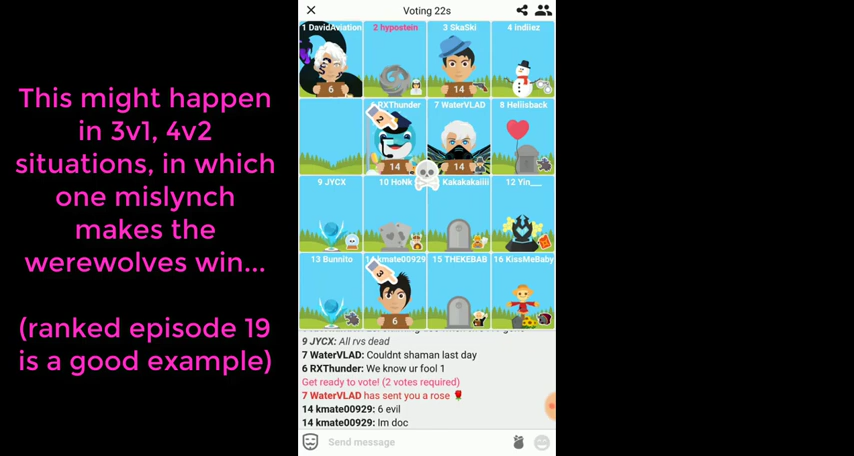 This might happen
in 3v1, 4v2
situations, in which
one mislynch
makes the
werewolves win...
(ranked episode 19
is a good example)
Voting 22s
1 DavidAviation
2 hypostein
3 SkaSki
4 indiiez
6
14
RXThunder
7 WaterVLAD
8 Heliisback
2
14
14
9 JYCX
10 HoNk
Kakakakaiiii
12 Yin___
13 Bunnito
14 kmate00929
15 THEKEBAB
16 KissMeBaby
3
6
9 JYCX: All rvs dead
7 WaterVLAD: Couldnt shaman last day
6 RXThunder: We know ur fool 1
Get ready to vote! (2 votes required)
7 WaterVLAD has sent you a rose
14 kmate00929: 6 evil
14 kmate00929: Im doc
Send message